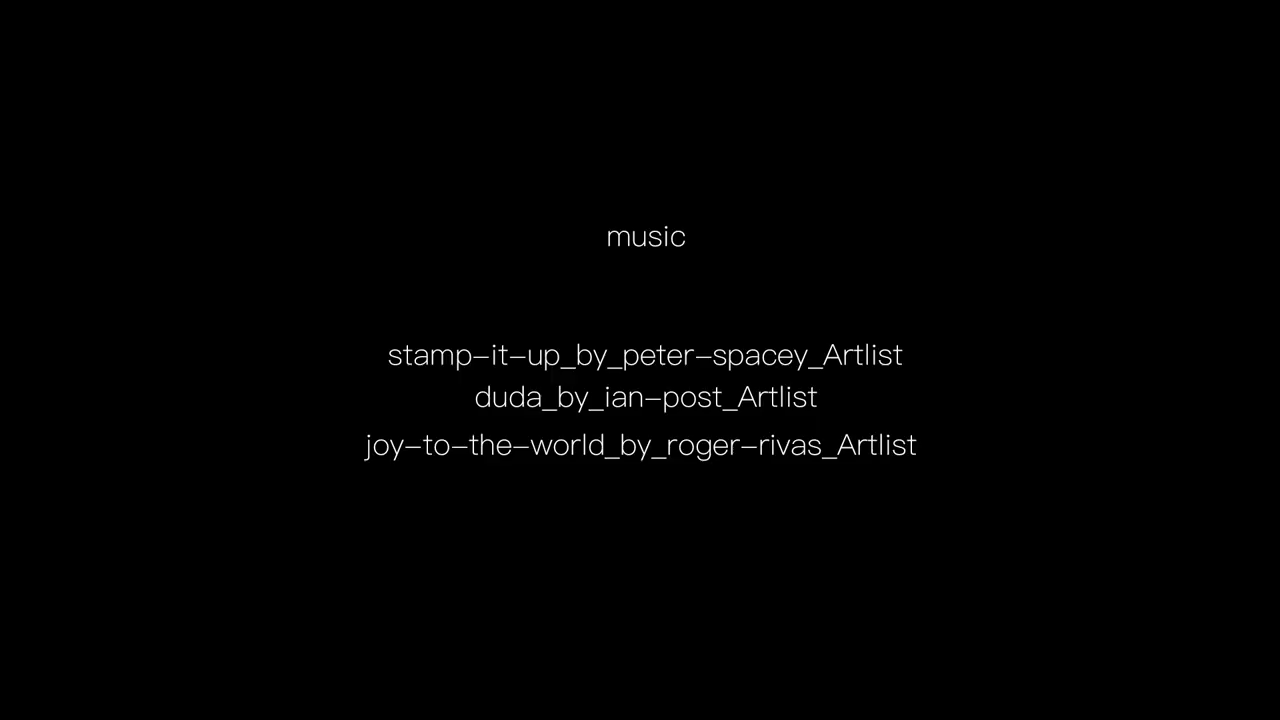 music
stamp-it-up_by_peter-spacey_Artlist
duda_by_ian-post_Artlist
joy-to-the-world_by_roger-rivas_Artlist